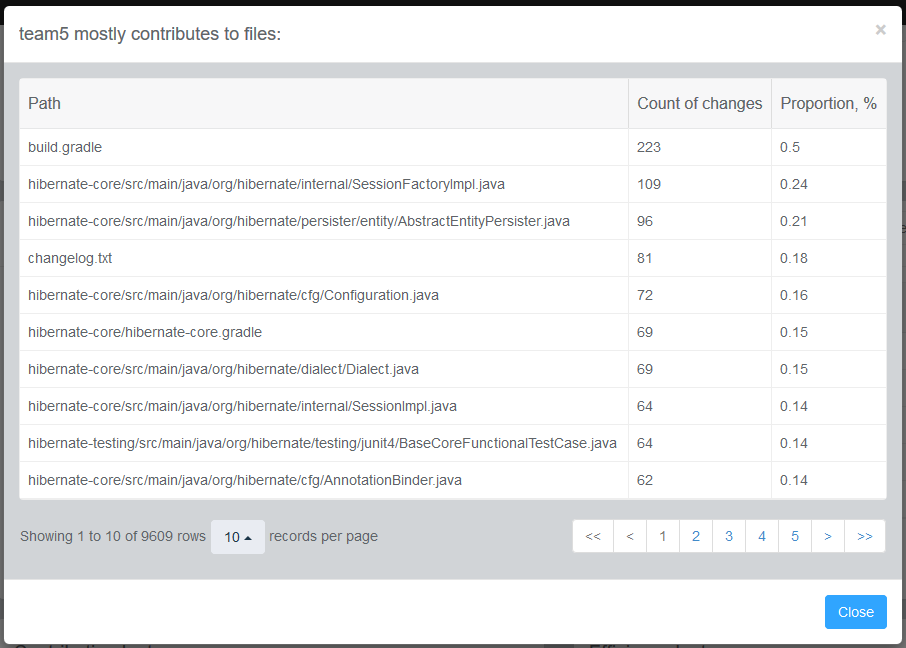 team5 mostly contributes to files:
×
Path Count of changes Proportion, %
build.gradle 223 0.5
hibernate-core/src/main/java/org/hibernate/internal/SessionFactoryImpl.java 109 0.24
hibernate-core/src/main/java/org/hibernate/persister/entity/AbstractEntityPersister.java 96 0.21
changelog.txt 81 0.18
hibernate-core/src/main/java/org/hibernate/cfg/Configuration.java 72 0.16
hibernate-core/hibernate-core.gradle 69 0.15
hibernate-core/src/main/java/org/hibernate/dialect/Dialect.java 69 0.15
hibernate-core/src/main/java/org/hibernate/internal/SessionImpl.java 64 0.14
hibernate-testing/src/main/java/org/hibernate/testing/junit4/BaseCoreFunctionalTestCase.java 64 0.14
hibernate-core/src/main/java/org/hibernate/cfg/AnnotationBinder.java 62 0.14
Showing 1 to 10 of 9609 rows 10 records per page << < 1 2 3 4 5 > >>
Close